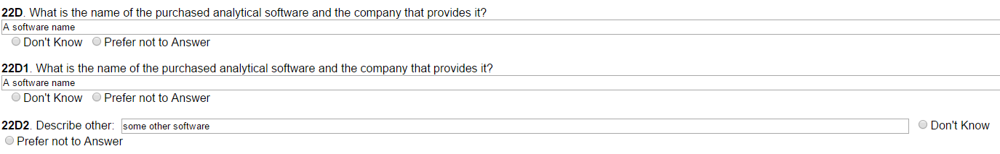 22D. What is the name of the purchased analytical software and the company that provides it?
A software name
Don't Know Prefer not to Answer
22D1. What is the name of the purchased analytical software and the company that provides it?
A software name
Don't Know Prefer not to Answer
22D2. Describe other: some other software Don't Know
Prefer not to Answer